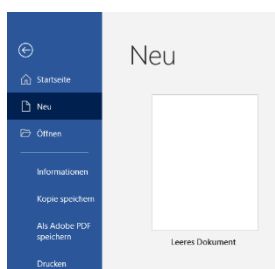 Neu
Startseite
Neu
Öffnen
Informationen
Kopie speichern
Als Adobe PDF
speichern
Drucken
Leeres Dokument